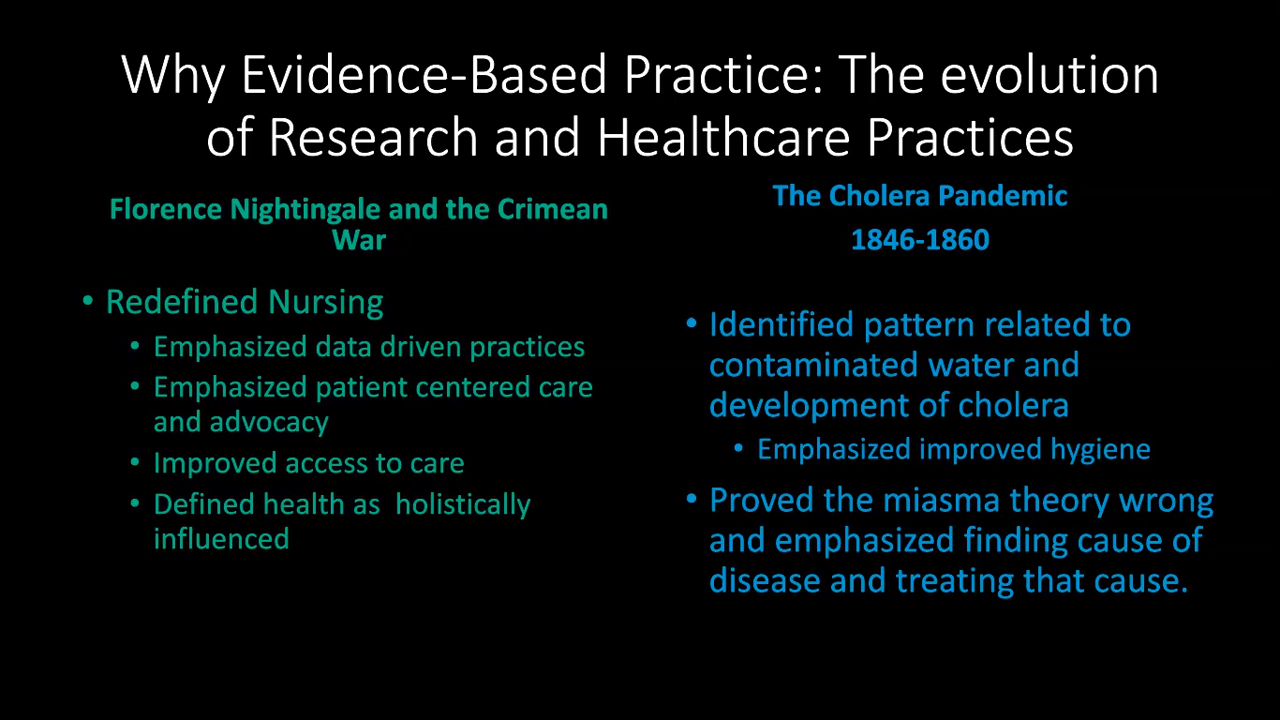 Why Evidence-Based Practice: The evolution
of Research and Healthcare Practices
Florence Nightingale and the Crimean
War
• Redefined Nursing
• Emphasized data driven practices
• Emphasized patient centered care
and advocacy
• Improved access to care
• Defined health as  holistically
influenced
The Cholera Pandemic
1846-1860
• Identified pattern related to
contaminated water and
development of cholera
• Emphasized improved hygiene
• Proved the miasma theory wrong
and emphasized finding cause of
disease and treating that cause.